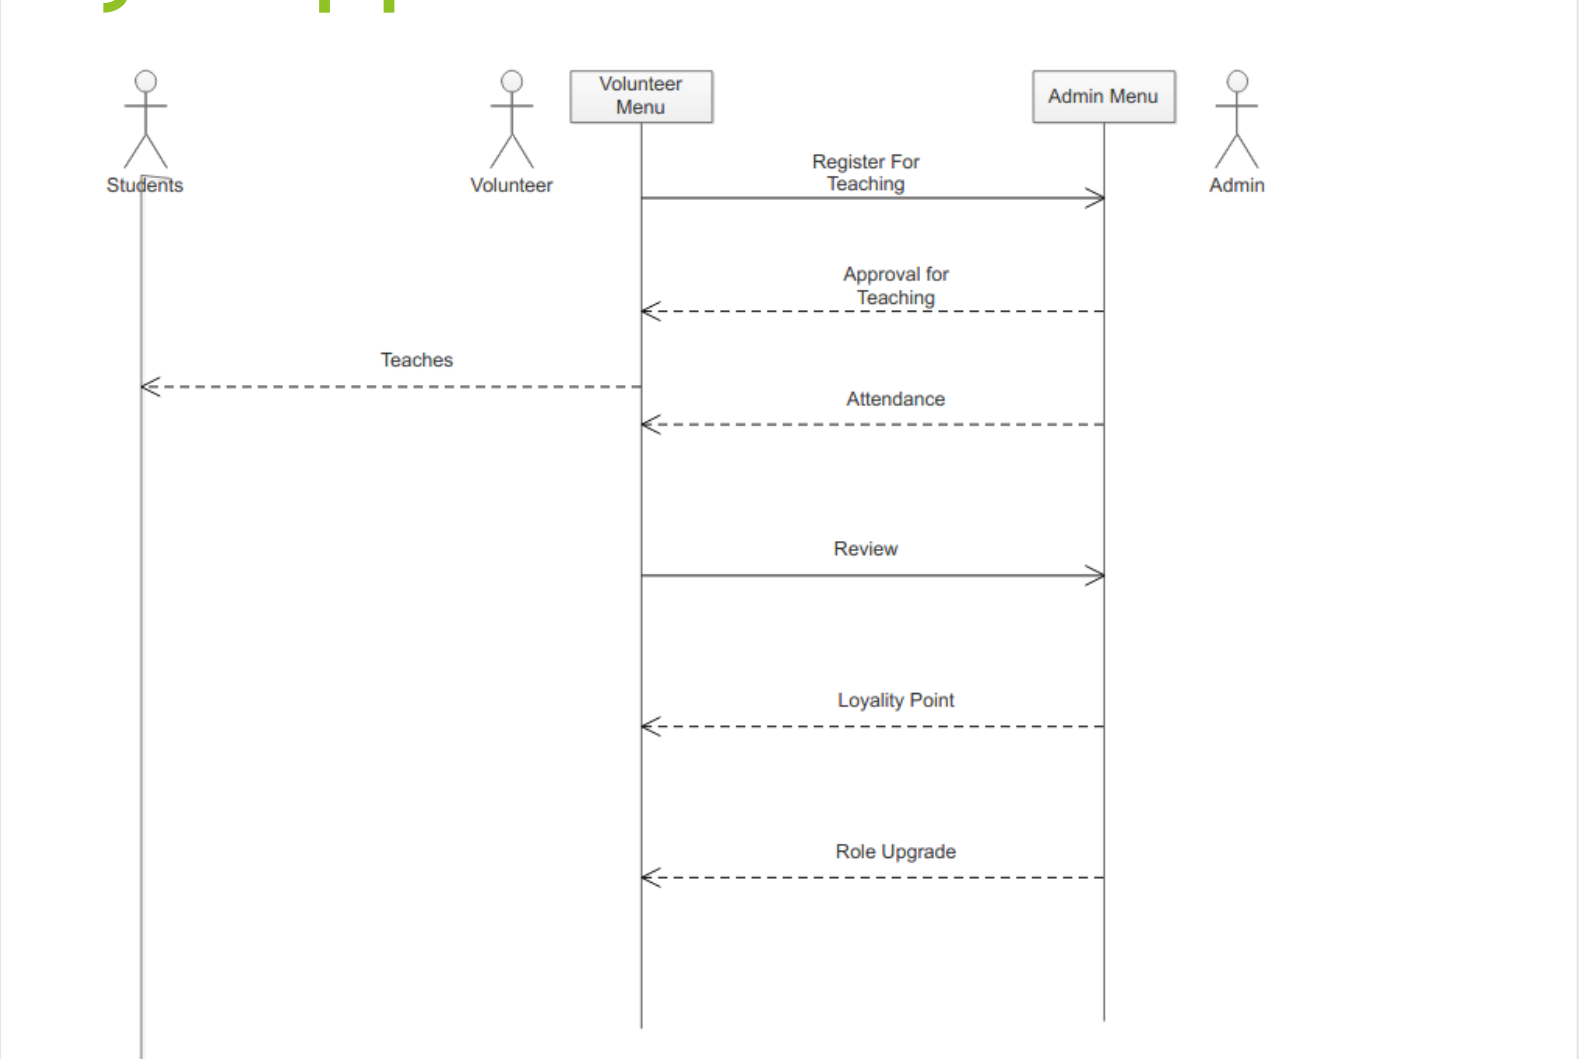 Volunteer
Menu
Admin Menu
Students
Volunteer
Admin
Register For
Teaching
Approval for
Teaching
Teaches
Attendance
Review
Loyality Point
Role Upgrade